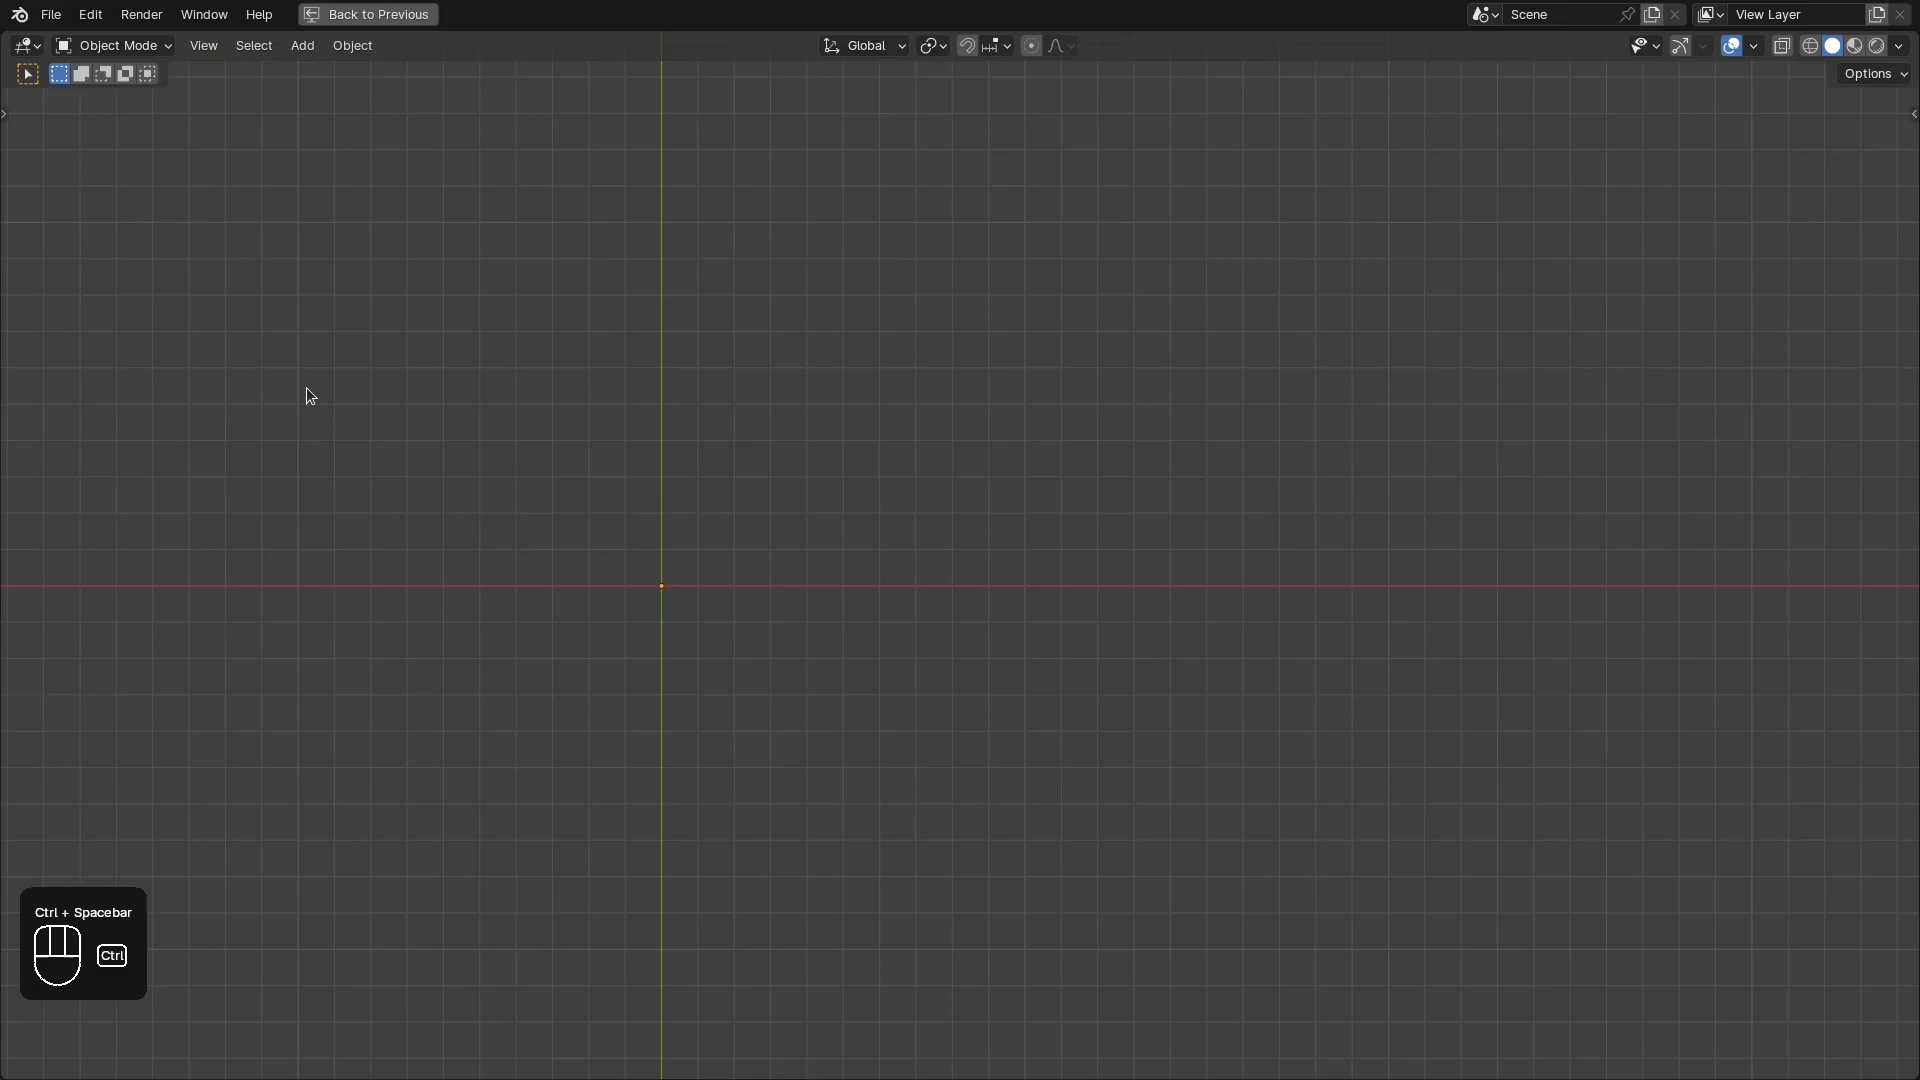 File Edit Render Window Help Back to Previous Scene View Layer
Object Mode View Select Add Object Global
Options
Ctrl + Spacebar
Ctrl